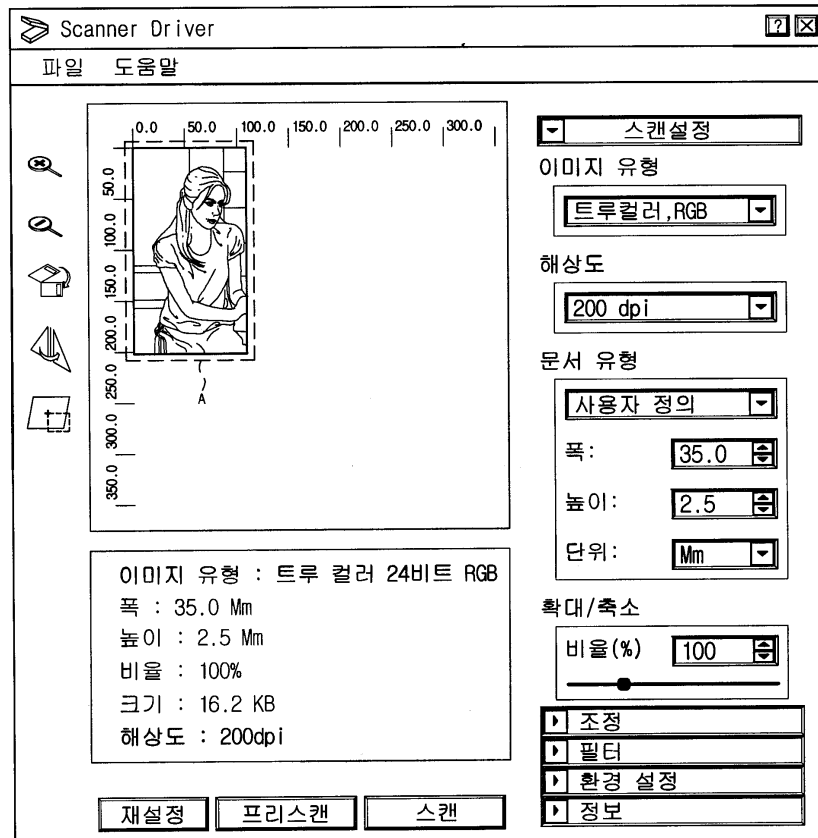 Scanner Driver
파일 도움말
0.0 50.0 100.0 150.0 200.0 250.0 300.0
50.0
100.0
150.0
200.0
250.0
300.0
350.0
A
스캔설정
이미지 유형
트루컬러,RGB
해상도
200 dpi
문서 유형
사용자 정의
폭: 35.0
높이: 2.5
단위: Mm
확대/축소
비율(%) 100
조정
필터
환경 설정
정보
이미지 유형 : 트루 컬러 24비트 RGB
폭 : 35.0 Mm
높이 : 2.5 Mm
비율 : 100%
크기 : 16.2 KB
해상도 : 200dpi
재설정 프리스캔 스캔